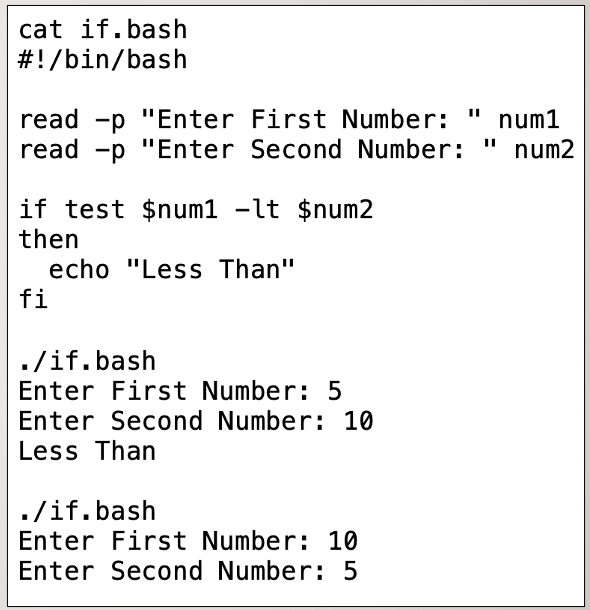 cat if.bash
#!/bin/bash

read -p "Enter First Number: " num1
read -p "Enter Second Number: " num2

if test $num1 -lt $num2
then
  echo "Less Than"
fi

./if.bash
Enter First Number: 5
Enter Second Number: 10
Less Than

./if.bash
Enter First Number: 10
Enter Second Number: 5